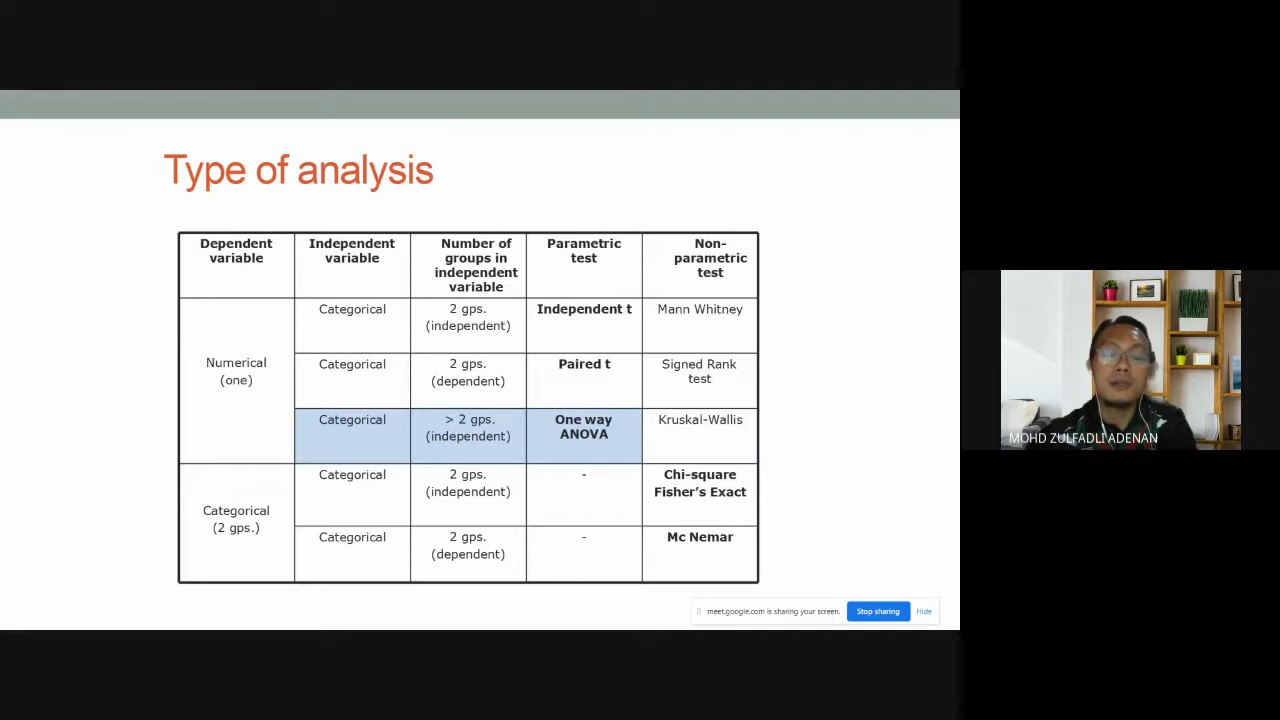 Type of analysis
Dependent variable
Independent variable
Number of groups in independent variable
Parametric test
Non-parametric test
Numerical (one)
Categorical
2 gps. (independent)
Independent t
Mann Whitney
Categorical
2 gps. (dependent)
Paired t
Signed Rank test
Categorical
> 2 gps. (independent)
One way ANOVA
Kruskal-Wallis
Categorical (2 gps.)
Categorical
2 gps. (independent)
-
Chi-square Fisher's Exact
Categorical
2 gps. (dependent)
-
Mc Nemar
meet.google.com is sharing your screen.
Stop sharing
Hide
MOHD ZULFADLI ADENAN